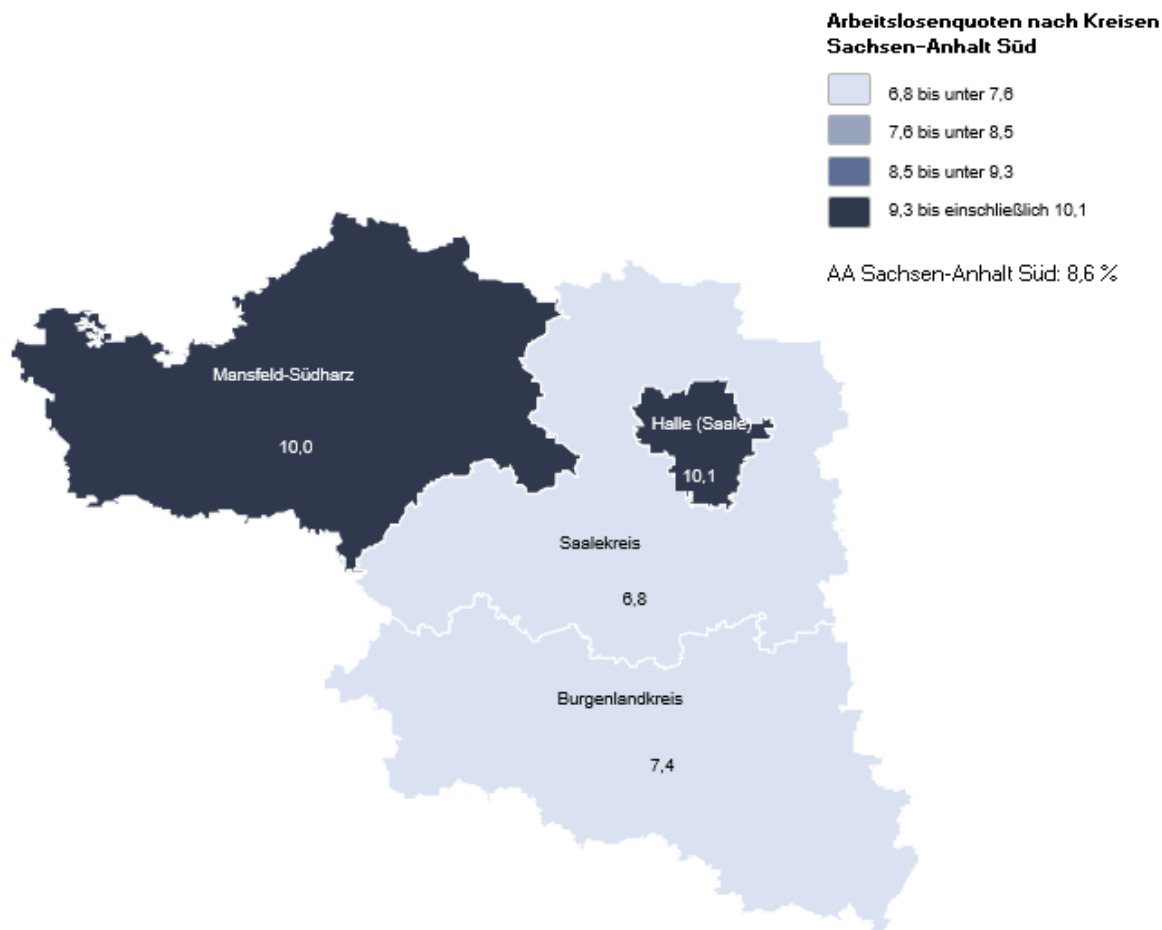 Arbeitslosenquoten nach Kreisen
Sachsen-Anhalt Süd
6,8 bis unter 7,6
7,6 bis unter 8,5
8,5 bis unter 9,3
9,3 bis einschließlich 10,1
AA Sachsen-Anhalt Süd: 8,6 %
Mansfeld-Südharz
10,0
Halle (Saale)
10,1
Saalekreis
6,8
Burgenlandkreis
7,4